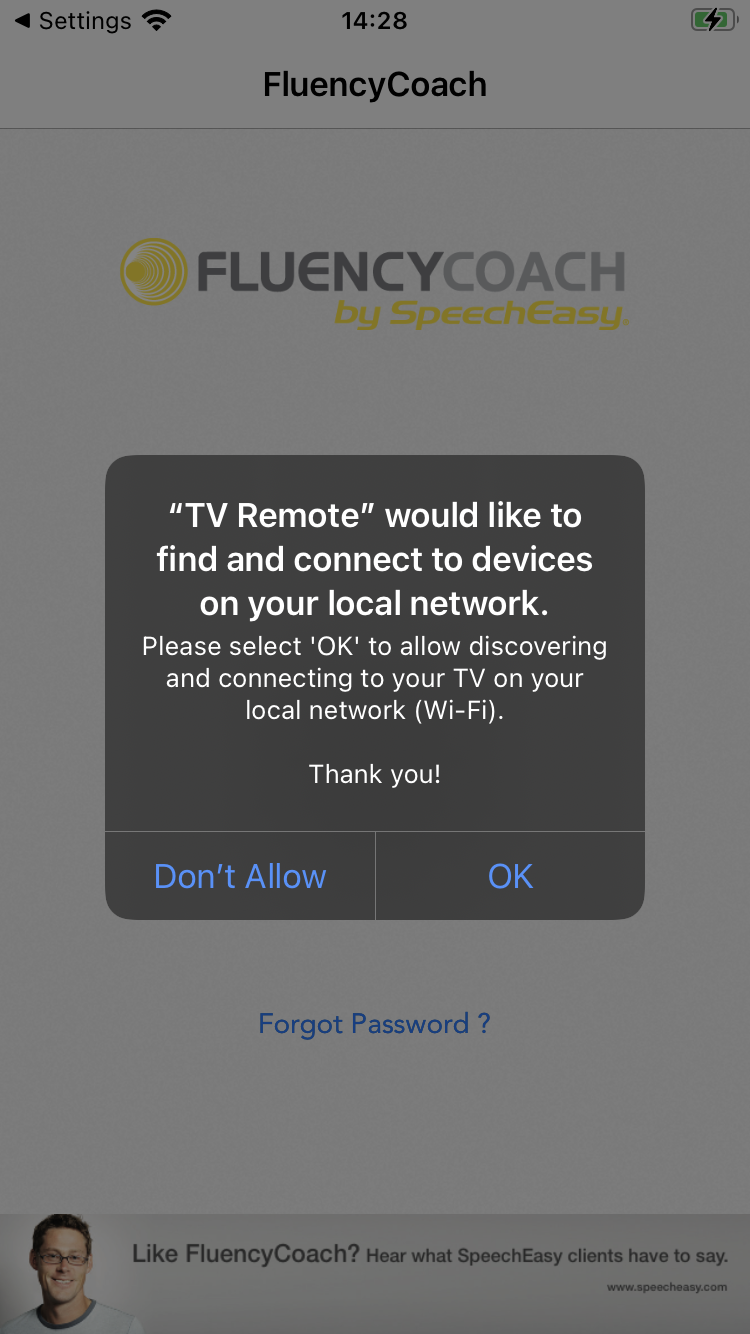 Settings 14:28
FluencyCoach
FLUENCYCOACH
by SpeechEasy®
“TV Remote” would like to
find and connect to devices
on your local network.
Please select 'OK' to allow discovering
and connecting to your TV on your
local network (Wi-Fi).
Thank you!
Don’t Allow OK
Forgot Password ?
Like FluencyCoach? Hear what SpeechEasy clients have to say.
www.speecheasy.com